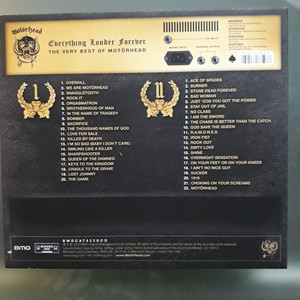 Motörhead
Everything Louder Forever
THE VERY BEST OF MOTÖRHEAD
I
1. OVERKILL
2. WE ARE MOTÖRHEAD
3. SNAGGLETOOTH
4. ROCK IT
5. ORGASMATRON
6. BROTHERHOOD OF MAN
7. IN THE NAME OF TRAGEDY
8. BOMBER
9. SACRIFICE
10. THE THOUSAND NAMES OF GOD
11. LOVE FOR SALE
12. KILLED BY DEATH
13. I'M SO BAD (BABY I DON'T CARE)
14. SMILING LIKE A KILLER
15. SHARPSHOOTER
16. QUEEN OF THE DAMNED
17. KEYS TO THE KINGDOM
18. CRADLE TO THE GRAVE
19. LOST JOHNNY
20. THE GAME
II
1. ACE OF SPADES
2. BURNER
3. STONE DEAD FOREVER
4. BAD WOMAN
5. JUST 'COS YOU GOT THE POWER
6. STAY OUT OF JAIL
7. NO CLASS
8. I AM THE SWORD
9. THE CHASE IS BETTER THAN THE CATCH
10. GOD SAVE THE QUEEN
11. R.A.M.O.N.E.S.
12. IRON FIST
13. ROCK OUT
14. DIRTY LOVE
15. SHINE
16. OVERNIGHT SENSATION
17. ON YOUR FEET OR ON YOUR KNEES
18. I AIN'T NO NICE GUY
19. SUCKER
20. 1916
21. CHOKING ON YOUR SCREAMS
22. MOTÖRHEAD
BMG
BMGCAT522DCD